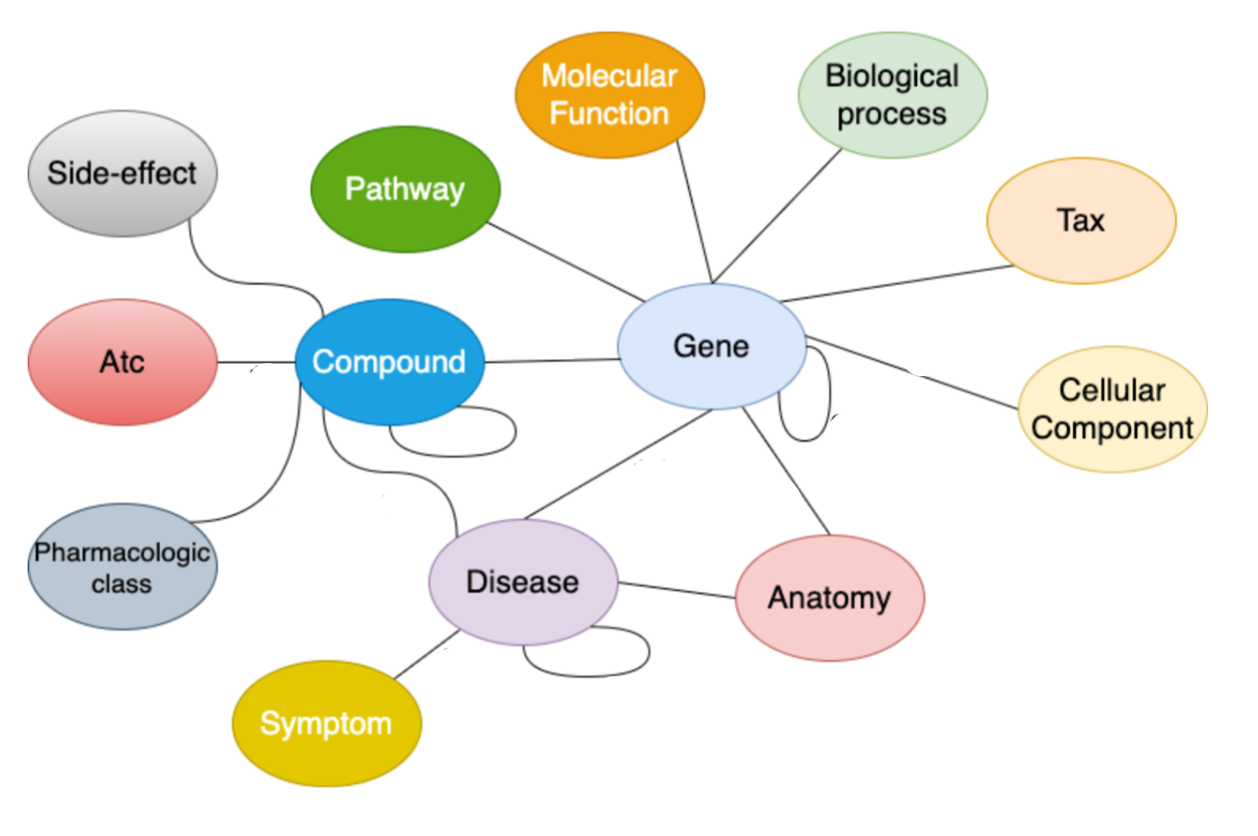 Molecular
Function
Biological
process
Side-effect
Pathway
Tax
Gene
Atc
Compound
Cellular
Component
Pharmacologic
class
Disease
Anatomy
Symptom